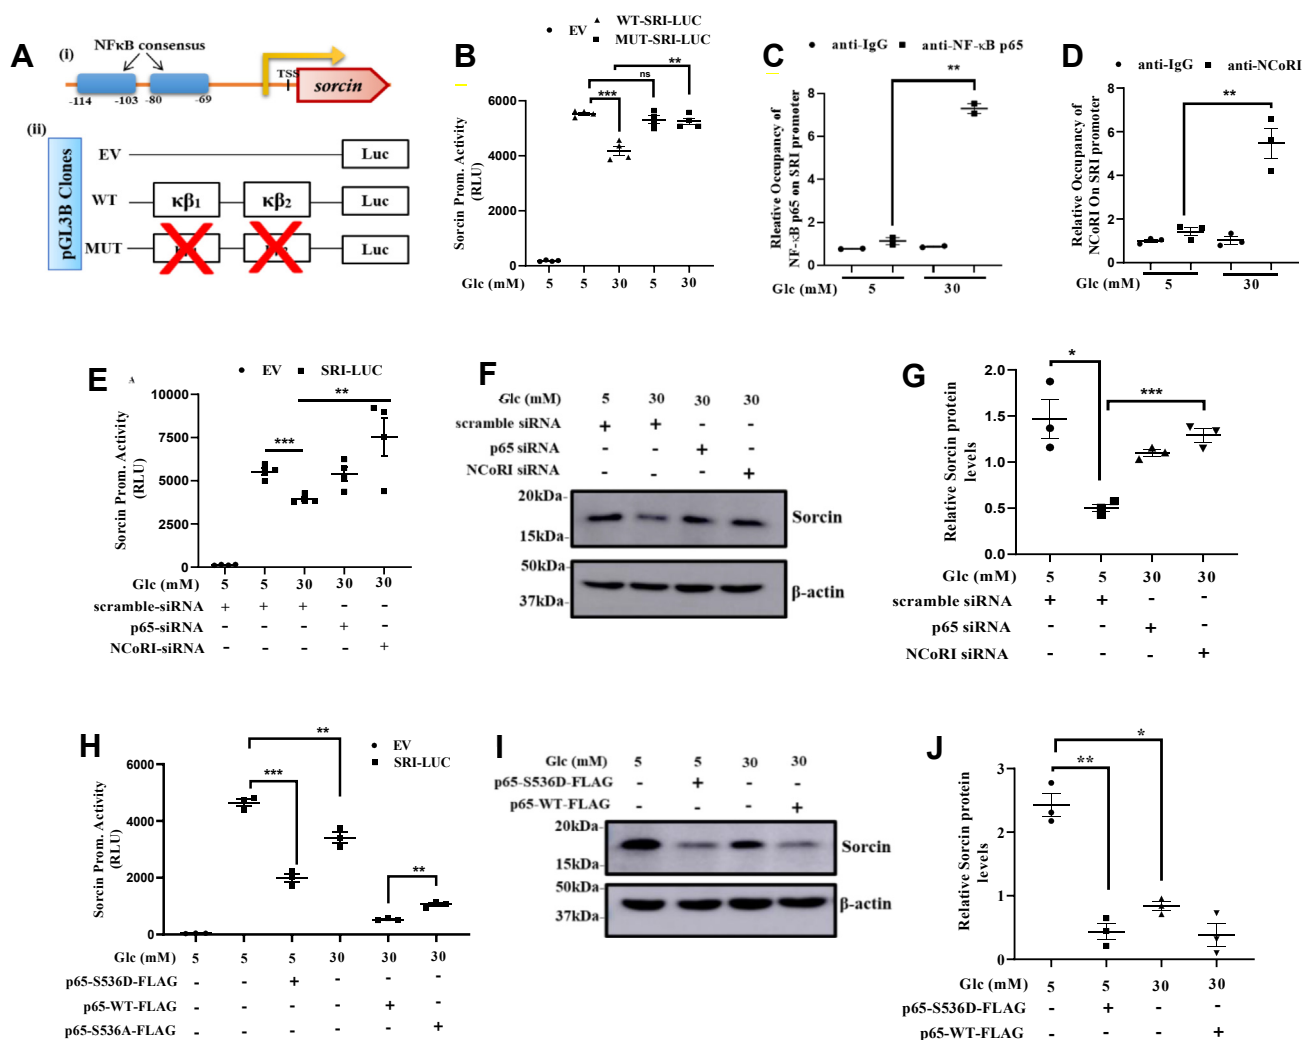 A
(i)
NFκB consensus
TSS
sorcin
-114
-103
-80
-69
(ii)
pGL3B Clones
EV
Luc
WT
κβ1
κβ2
Luc
MUT
Luc
B
EV
WT-SRI-LUC
MUT-SRI-LUC
**
ns
***
Sorcin Prom. Activity
(RLU)
6000
4000
2000
0
Glc (mM)
5 5 30 5 30
C
anti-IgG
anti-NF-κB p65
**
Rleative Occupancy of
NF-κB p65 on SRI promoter
8
6
4
2
0
Glc (mM)
5
30
D
anti-IgG
anti-NCoRI
**
Relative Occupancy of
NCoRI On SRI promoter
8
6
4
2
0
Glc (mM)
5
30
E
A
EV
SRI-LUC
**
***
Sorcin Prom. Activity
(RLU)
10000
7500
5000
2500
0
Glc (mM) 5 5 30 30 30
scramble-siRNA + + + - -
p65-siRNA - - - + -
NCoRI-siRNA - - - - +
F
Glc (mM) 5 30 30 30
scramble siRNA + + - -
p65 siRNA - - + -
NCoRI siRNA - - - +
20kDa-
15kDa-
Sorcin
50kDa-
37kDa-
β-actin
G
*
***
Relative Sorcin protein
levels
2.0
1.5
1.0
0.5
0.0
Glc (mM) 5 5 30 30
scramble siRNA + + - -
p65 siRNA - - + -
NCoRI siRNA - - - +
H
EV
SRI-LUC
**
***
**
Sorcin Prom. Activity
(RLU)
6000
4000
2000
0
Glc (mM) 5 5 5 30 30 30
p65-S536D-FLAG - - + - - -
p65-WT-FLAG - - - - + -
p65-S536A-FLAG - - - - - +
I
Glc (mM) 5 5 30 30
p65-S536D-FLAG - + - -
p65-WT-FLAG - - - +
20kDa-
15kDa-
Sorcin
50kDa-
37kDa-
β-actin
J
*
**
Relative Sorcin protein
levels
3
2
1
0
Glc (mM) 5 5 30 30
p65-S536D-FLAG - + - -
p65-WT-FLAG - - - +